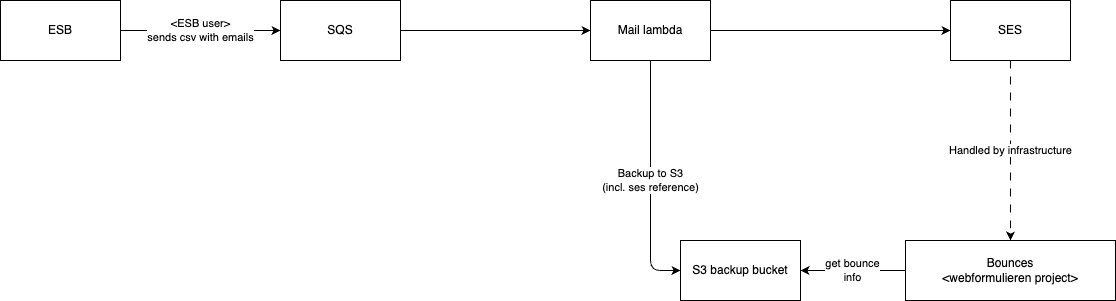 ESB
<ESB user>
sends csv with emails
SQS
Mail lambda
SES
Handled by infrastructure
Backup to S3
(incl. ses reference)
S3 backup bucket
get bounce
info
Bounces
<webformulieren project>